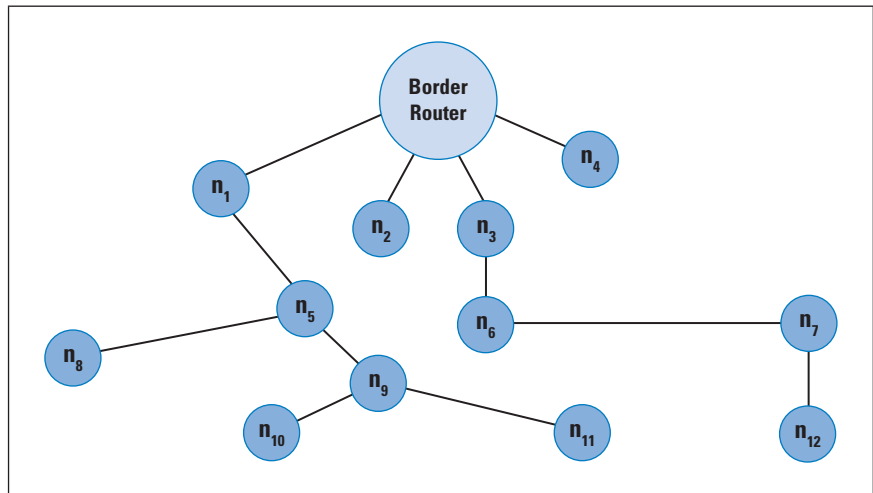 Border
Router
n₁
n₄
n₂
n₃
n₅
n₆
n₇
n₈
n₉
n₁₀
n₁₁
n₁₂